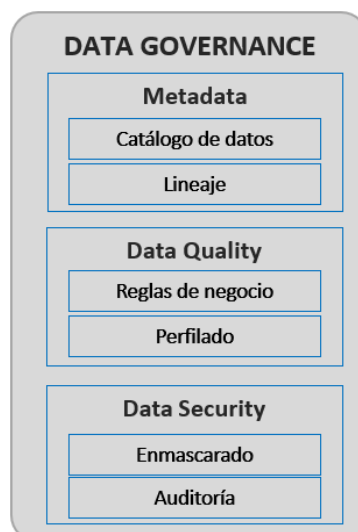 DATA GOVERNANCE
Metadata
Catálogo de datos
Lineaje
Data Quality
Reglas de negocio
Perfilado
Data Security
Enmascarado
Auditoría